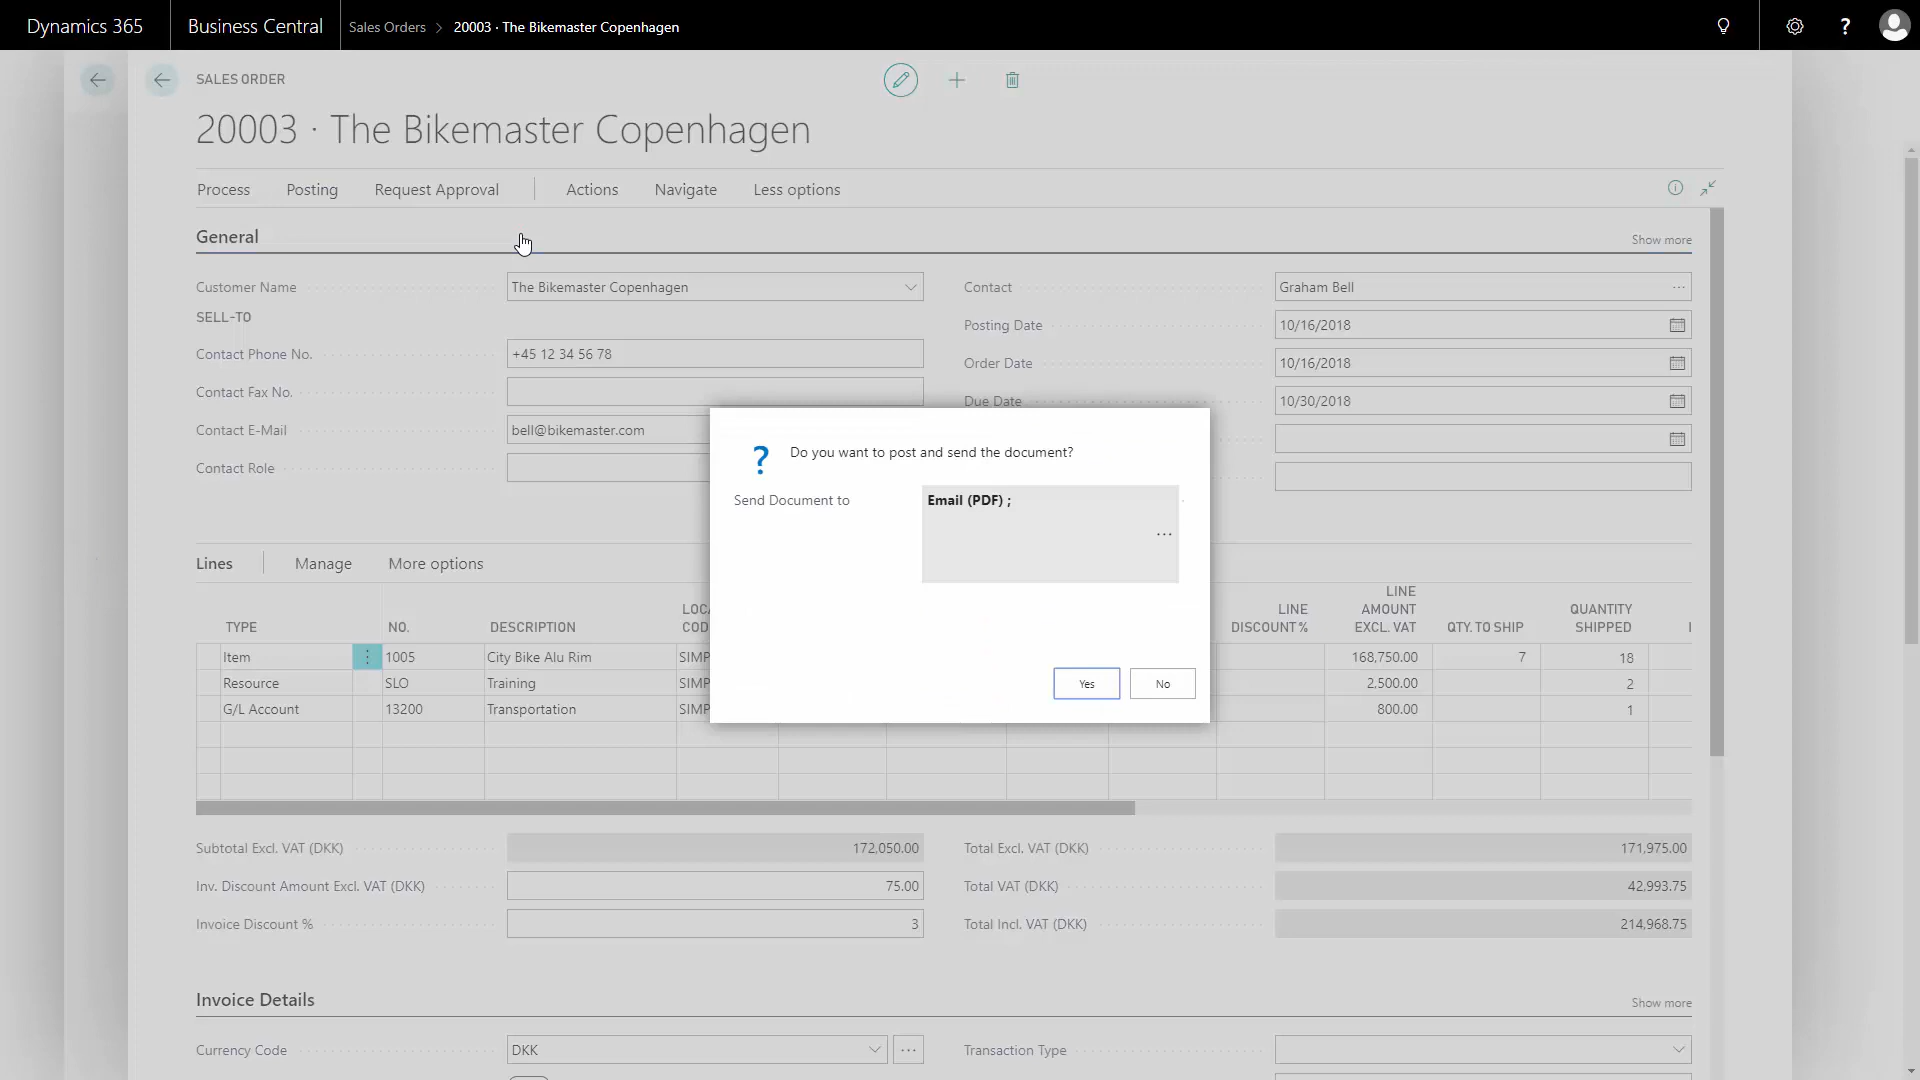 Dynamics 365
Business Central
Sales Orders > 20003 · The Bikemaster Copenhagen
?
SALES ORDER
20003 · The Bikemaster Copenhagen
Process
Posting
Request Approval
Actions
Navigate
Less options
General
Show more
Customer Name
The Bikemaster Copenhagen
SELL-TO
Contact Phone No.
+45 12 34 56 78
Contact Fax No.
Contact E-Mail
bell@bikemaster.com
Contact Role
Contact
Graham Bell
...
Posting Date
10/16/2018
Order Date
10/16/2018
Due Date
10/30/2018
?
Do you want to post and send the document?
Send Document to
Email (PDF) ;
...
Yes
No
Lines
Manage
More options
TYPE
NO.
DESCRIPTION
LINE
DISCOUNT %
LINE
AMOUNT
EXCL. VAT
QTY. TO SHIP
QUANTITY
SHIPPED
Item 1005 City Bike Alu Rim SIMP 168,750.00 7 18
Resource SLO Training SIMP 2,500.00 2
G/L Account 13200 Transportation SIMP 800.00 1
Subtotal Excl. VAT (DKK)
172,050.00
Inv. Discount Amount Excl. VAT (DKK)
75.00
Invoice Discount %
3
Total Excl. VAT (DKK)
171,975.00
Total VAT (DKK)
42,993.75
Total Incl. VAT (DKK)
214,968.75
Invoice Details
Show more
Currency Code
DKK
...
Transaction Type